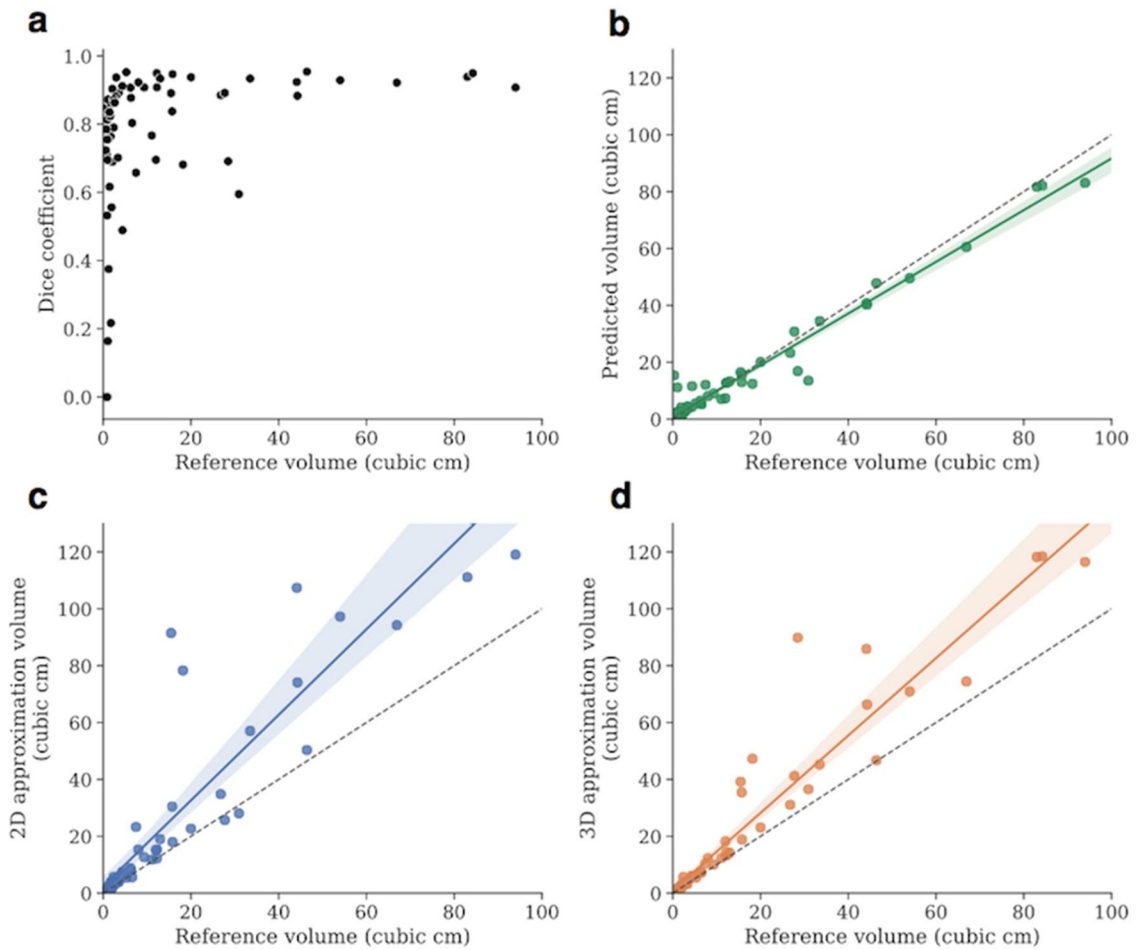 a
1.0
0.8
0.6
0.4
0.2
0.0
Dice coefficient
0 20 40 60 80 100
Reference volume (cubic cm)
b
120
100
80
60
40
20
0
Predicted volume (cubic cm)
0 20 40 60 80 100
Reference volume (cubic cm)
c
120
100
80
60
40
20
0
2D approximation volume
(cubic cm)
0 20 40 60 80 100
Reference volume (cubic cm)
d
120
100
80
60
40
20
0
3D approximation volume
(cubic cm)
0 20 40 60 80 100
Reference volume (cubic cm)